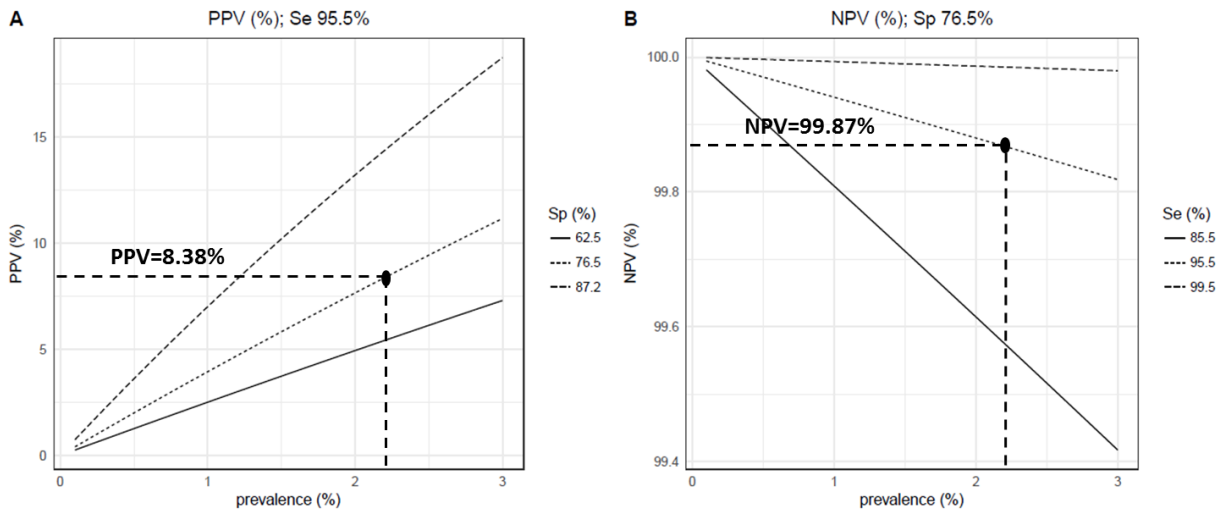 A
PPV (%); Se 95.5%
15
10
5
0
PPV (%)
PPV=8.38%
0 1 2 3
prevalence (%)
Sp (%)
62.5
76.5
87.2
B
NPV (%); Sp 76.5%
100.0
99.8
99.6
99.4
NPV (%)
NPV=99.87%
0 1 2 3
prevalence (%)
Se (%)
85.5
95.5
99.5